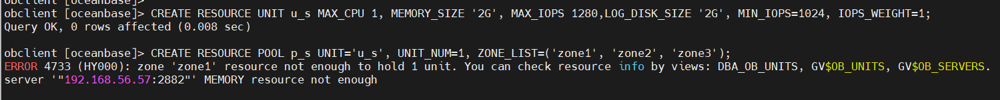 obclient [oceanbase]>
obclient [oceanbase]> CREATE RESOURCE UNIT u_s MAX_CPU 1, MEMORY_SIZE '2G', MAX_IOPS 1280,LOG_DISK_SIZE '2G', MIN_IOPS=1024, IOPS_WEIGHT=1;
Query OK, 0 rows affected (0.008 sec)
obclient [oceanbase]> CREATE RESOURCE POOL p_s UNIT='u_s', UNIT_NUM=1, ZONE_LIST=('zone1', 'zone2', 'zone3');
ERROR 4733 (HY000): zone 'zone1' resource not enough to hold 1 unit. You can check resource info by views: DBA_OB_UNITS, GV$OB_UNITS, GV$OB_SERVERS.
server '"192.168.56.57:2882"' MEMORY resource not enough